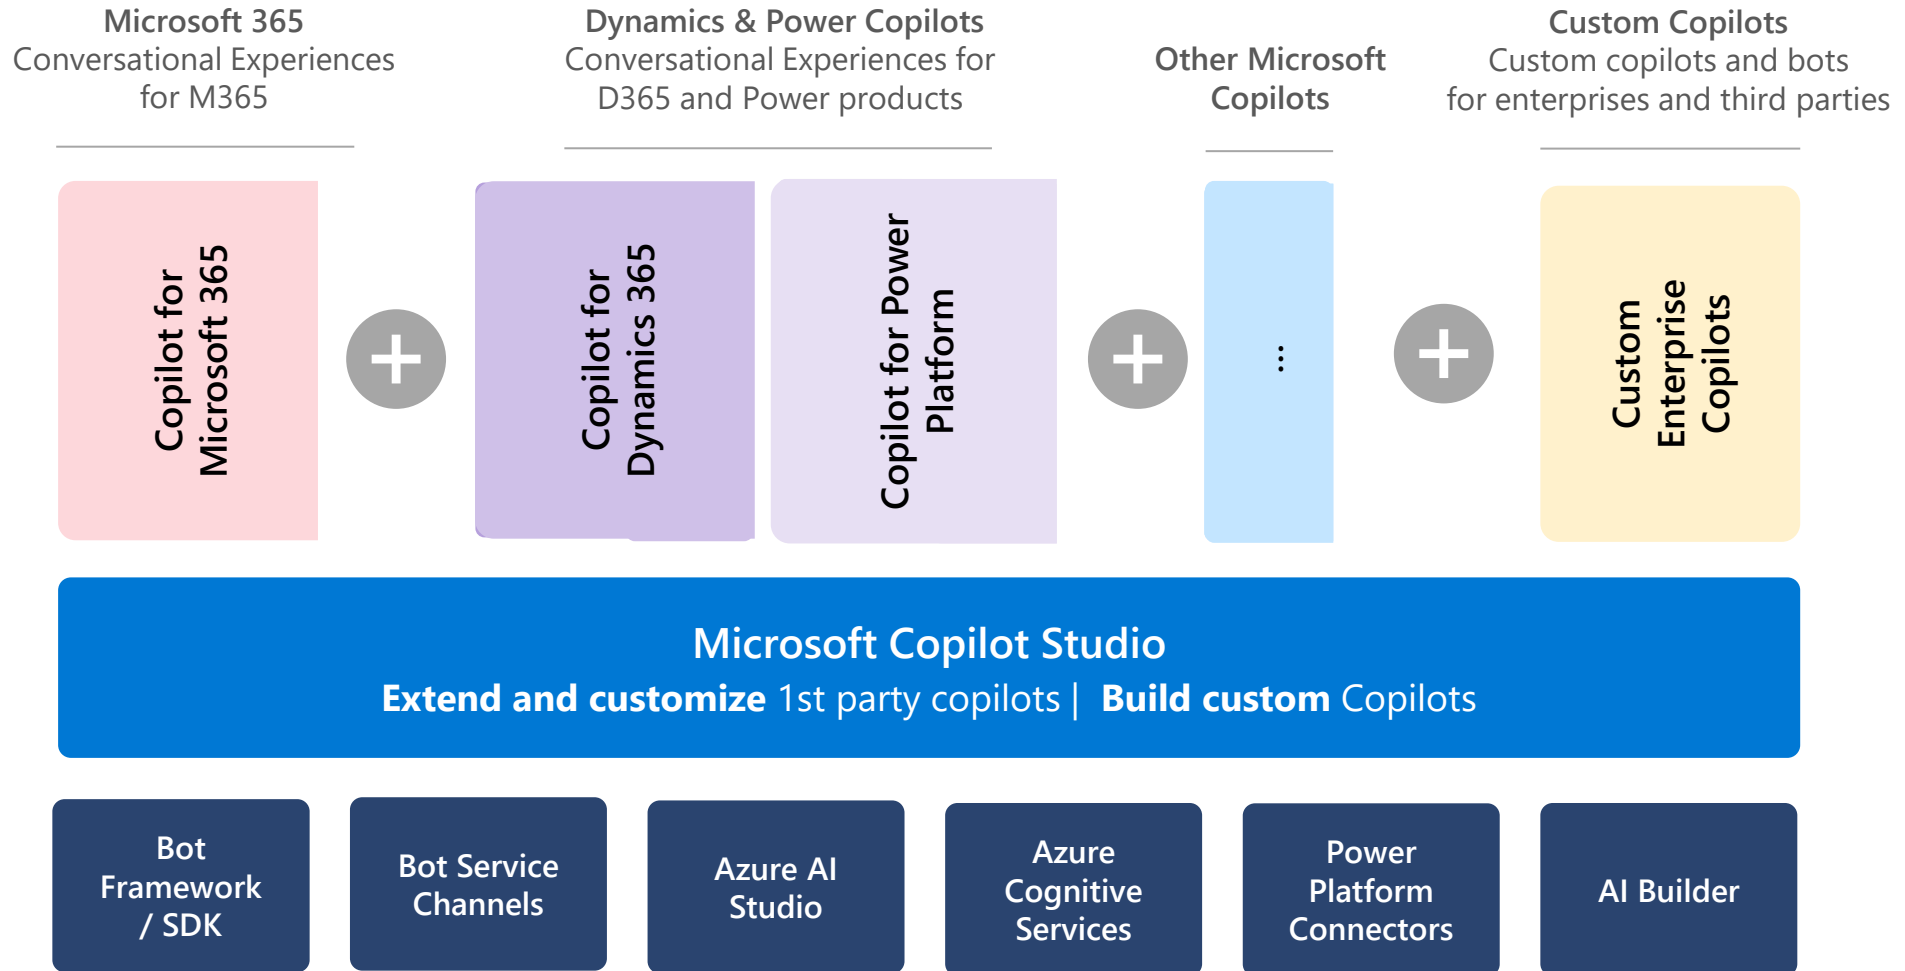 Microsoft 365
Conversational Experiences
for M365
Dynamics & Power Copilots
Conversational Experiences for
D365 and Power products
Other Microsoft
Copilots
Custom Copilots
Custom copilots and bots
for enterprises and third parties
Copilot for
Microsoft 365
Copilot for
Dynamics 365
Copilot for Power
Platform
...
Custom
Enterprise
Copilots
Microsoft Copilot Studio
Extend and customize 1st party copilots | Build custom Copilots
Bot
Framework
/ SDK
Bot Service
Channels
Azure AI
Studio
Azure
Cognitive
Services
Power
Platform
Connectors
AI Builder